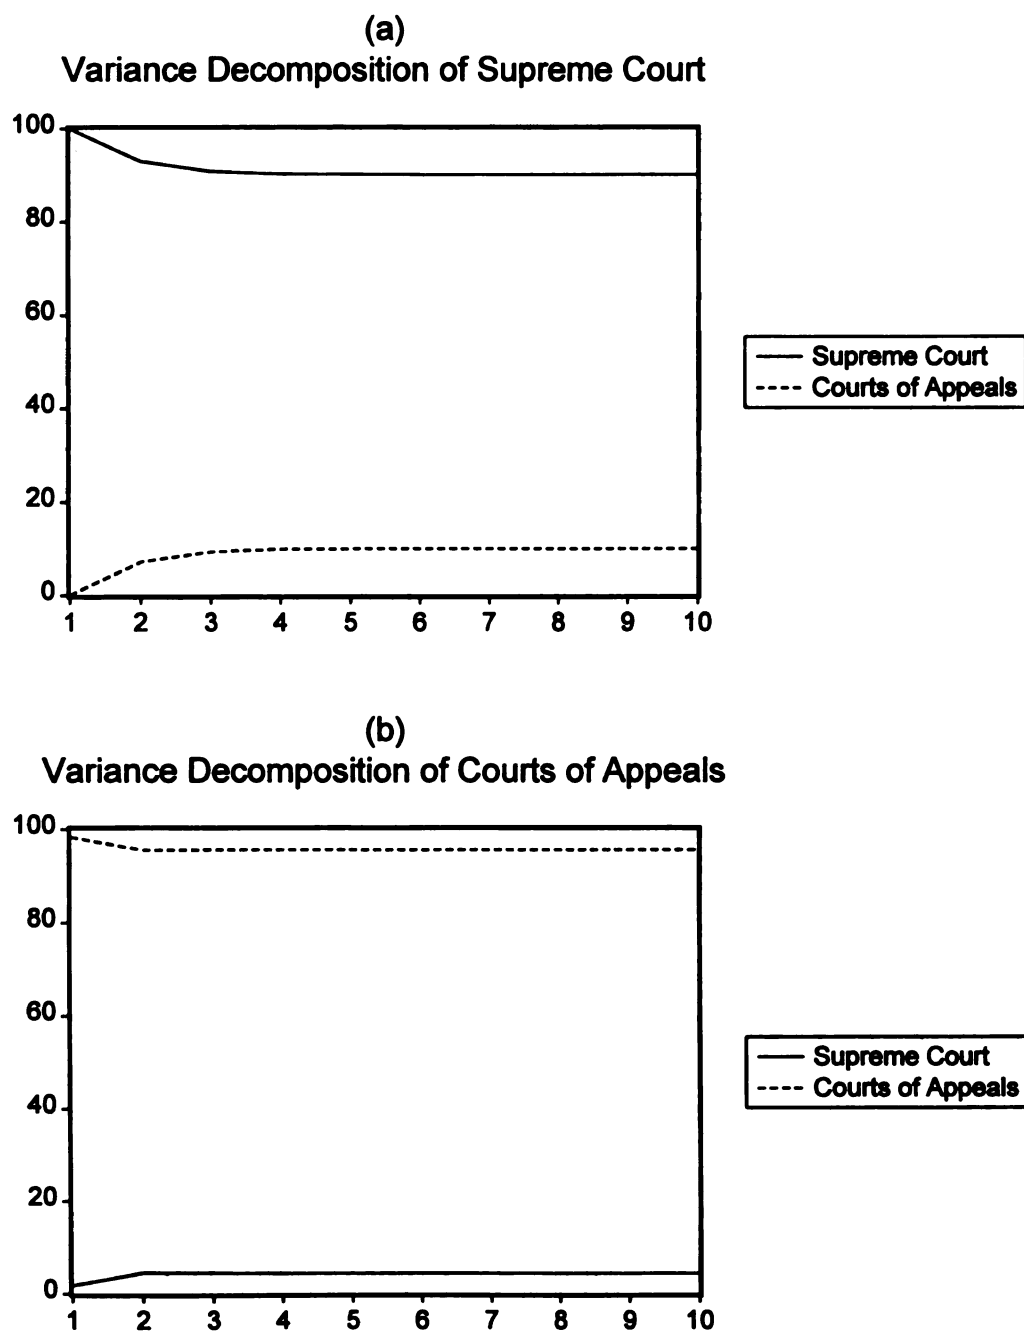 (a)
Variance Decomposition of Supreme Court
100
80
60
40
20
0
1 2 3 4 5 6 7 8 9 10
Supreme Court
Courts of Appeals
(b)
Variance Decomposition of Courts of Appeals
100
80
60
40
20
0
1 2 3 4 5 6 7 8 9 10
Supreme Court
Courts of Appeals